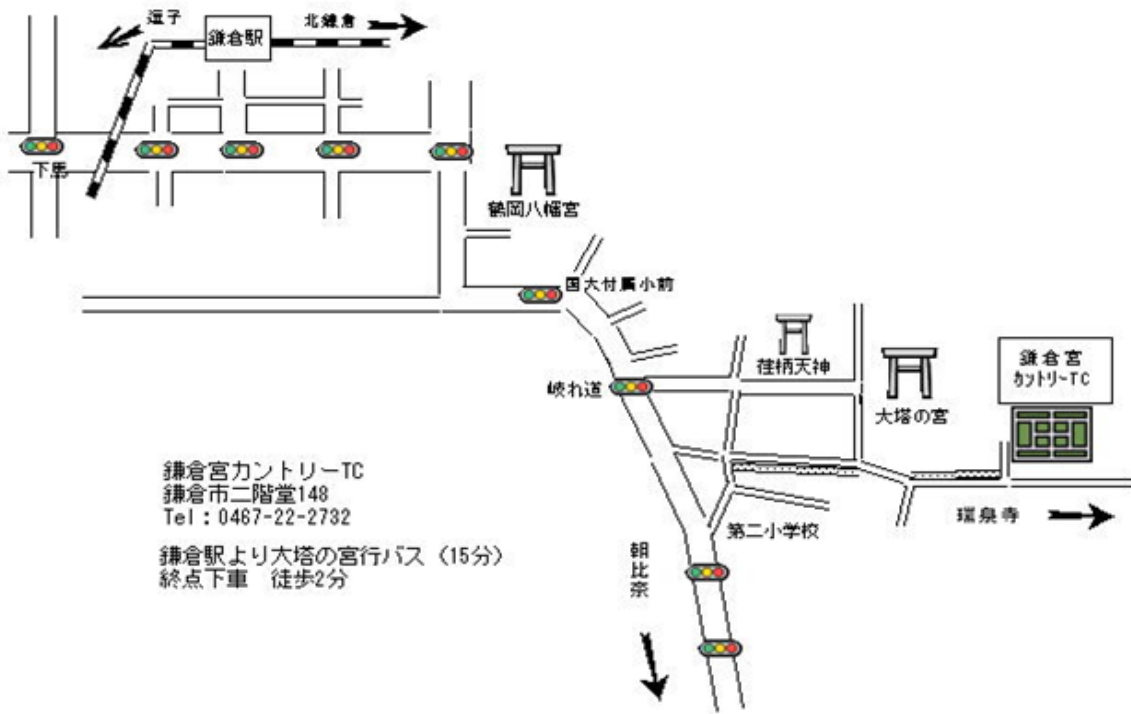 逗子
北鎌倉
鎌倉駅
下馬
鶴岡八幡宮
国大付属小前
岐れ道
荏柄天神
大塔の宮
鎌倉宮
カントリーTC
鎌倉宮カントリーTC
鎌倉市二階堂148
Tel：0467-22-2732
鎌倉駅より大塔の宮行バス（15分）
終点下車　徒歩2分
第二小学校
瑞泉寺
朝比奈